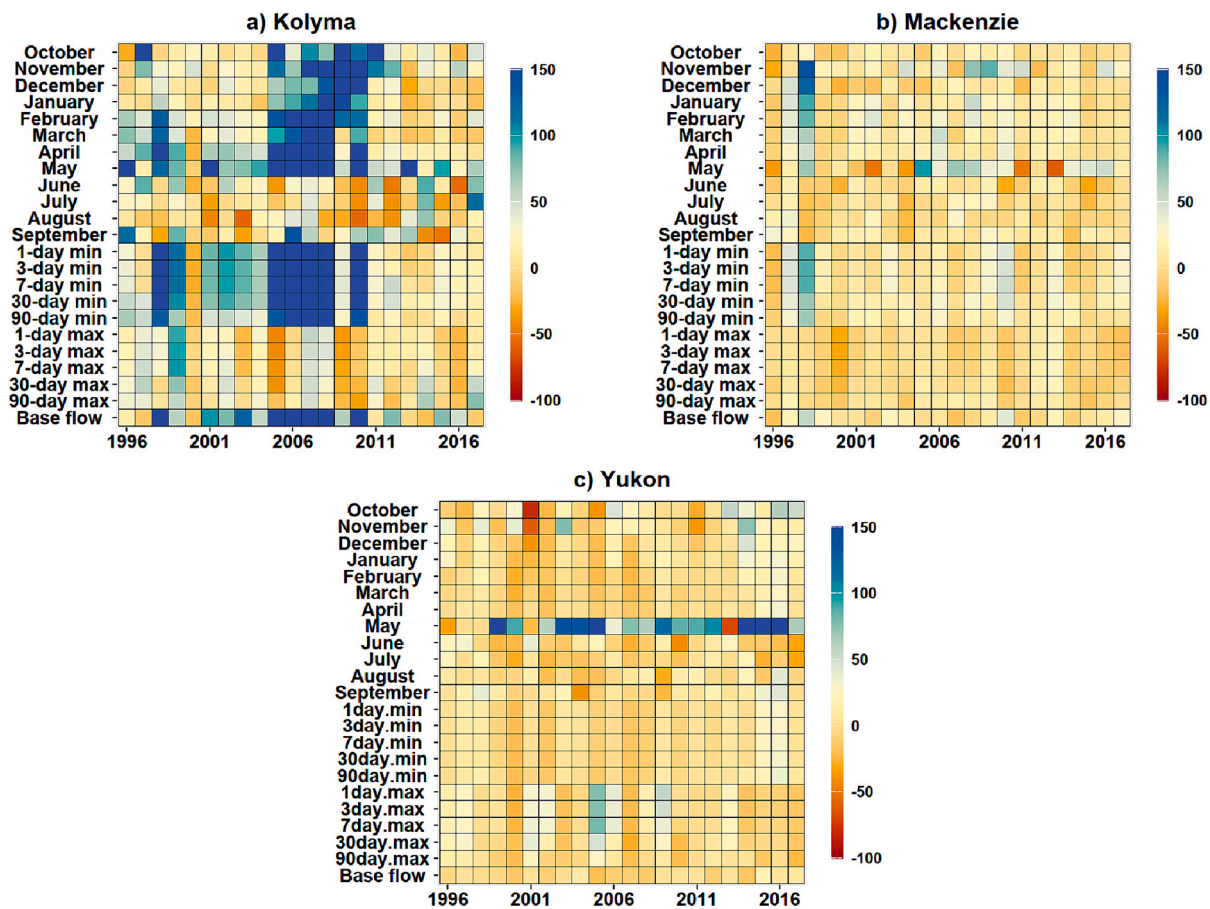 a) Kolyma
October
November
December
January
February
March
April
May
June
July
August
September
1-day min
3-day min
7-day min
30-day min
90-day min
1-day max
3-day max
7-day max
30-day max
90-day max
Base flow
1996 2001 2006 2011 2016
150
100
50
0
-50
-100
b) Mackenzie
October
November
December
January
February
March
April
May
June
July
August
September
1-day min
3-day min
7-day min
30-day min
90-day min
1-day max
3-day max
7-day max
30-day max
90-day max
Base flow
1996 2001 2006 2011 2016
150
100
50
0
-50
-100
c) Yukon
October
November
December
January
February
March
April
May
June
July
August
September
1day.min
3day.min
7day.min
30day.min
90day.min
1day.max
3day.max
7day.max
30day.max
90day.max
Base flow
1996 2001 2006 2011 2016
150
100
50
0
-50
-100